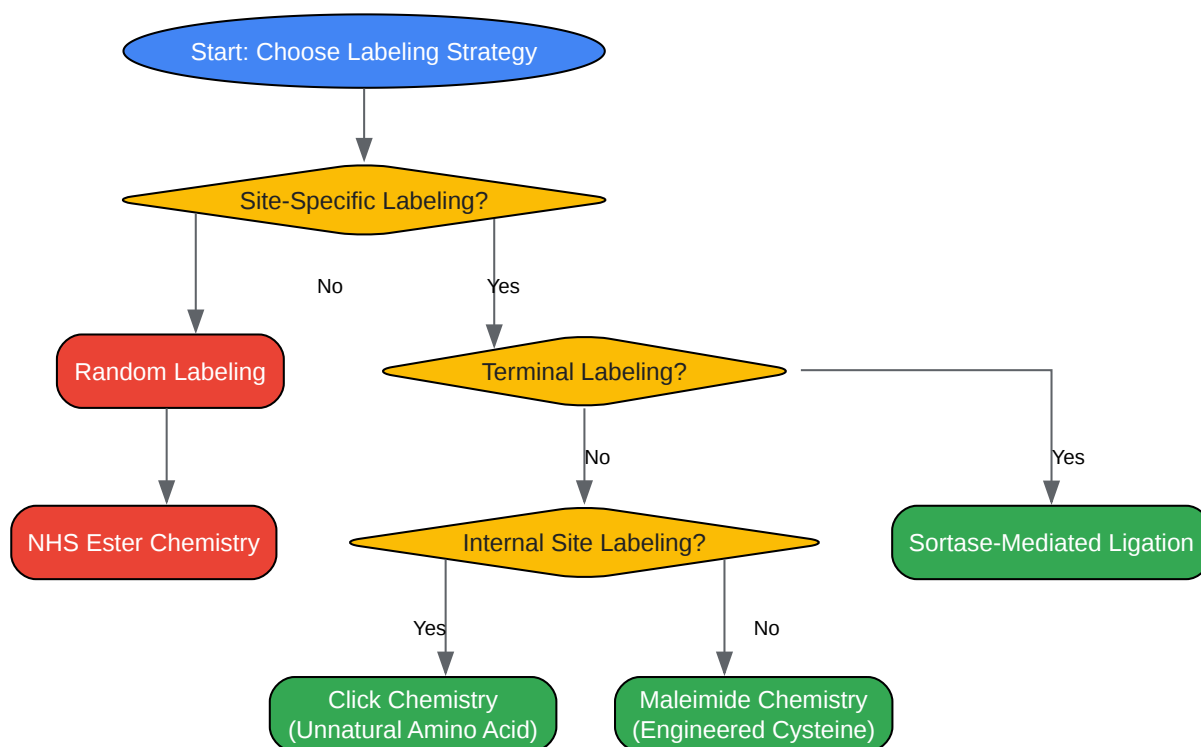 Start: Choose Labeling Strategy
Site-Specific Labeling?
No
Yes
Random Labeling
Terminal Labeling?
No
Yes
NHS Ester Chemistry
Internal Site Labeling?
Sortase-Mediated Ligation
Yes
No
Click Chemistry
(Unnatural Amino Acid)
Maleimide Chemistry
(Engineered Cysteine)